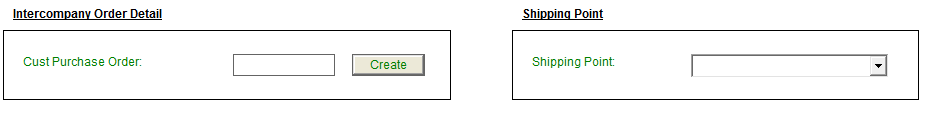 Intercompany Order Detail
Shipping Point
Cust Purchase Order:
Create
Shipping Point: